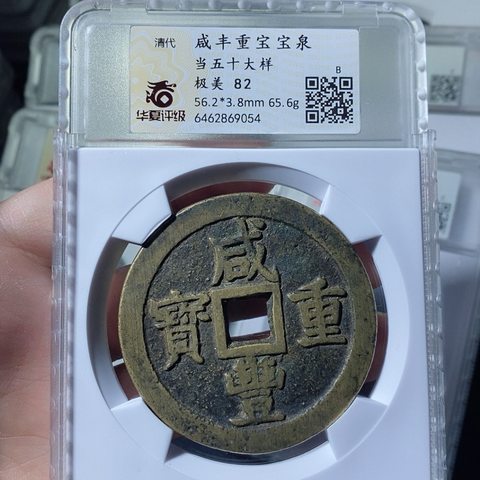 清代
咸丰重宝宝泉
当五十大样
极美 82
56.2*3.8mm 65.6g
6462869054
华夏评级
B
咸
豐
重
寶